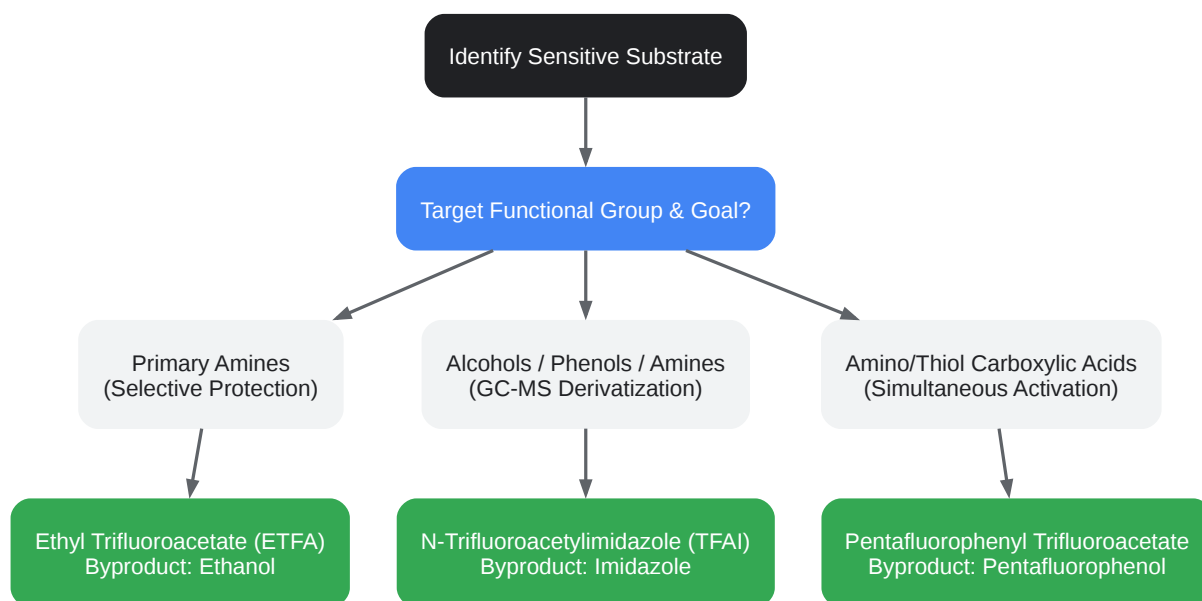 Identify Sensitive Substrate
Target Functional Group & Goal?
Primary Amines
(Selective Protection)
Alcohols / Phenols / Amines
(GC-MS Derivatization)
Amino/Thiol Carboxylic Acids
(Simultaneous Activation)
Ethyl Trifluoroacetate (ETFA)
Byproduct: Ethanol
N-Trifluoroacetylimidazole (TFAI)
Byproduct: Imidazole
Pentafluorophenyl Trifluoroacetate
Byproduct: Pentafluorophenol